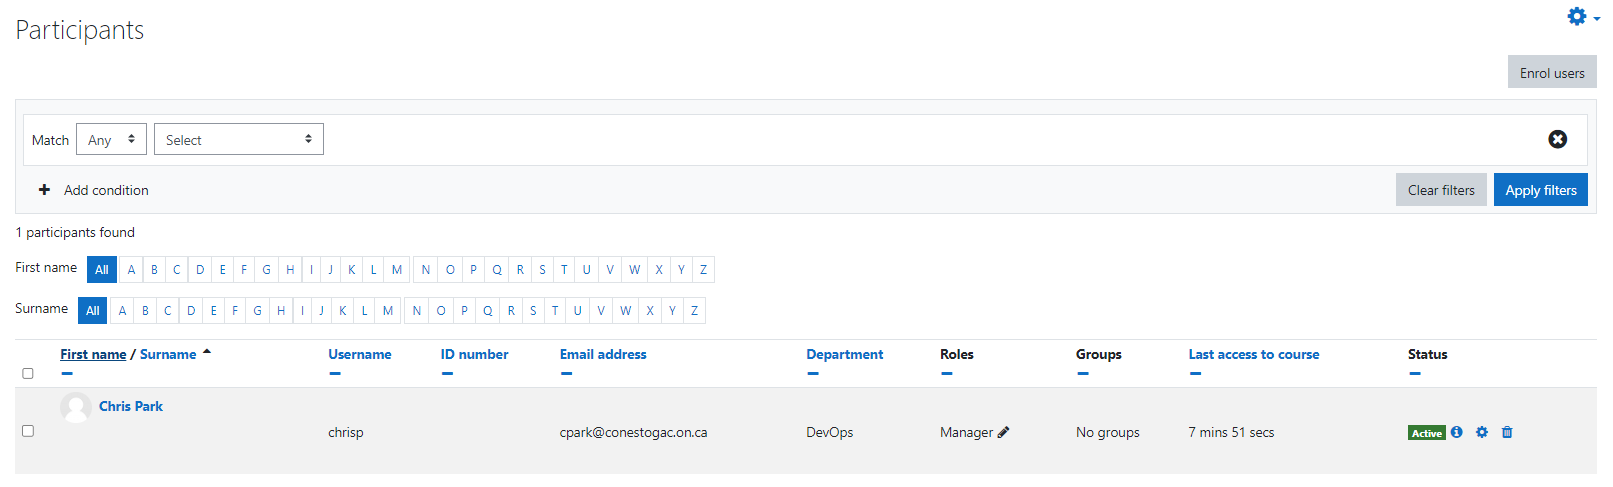 Participants
Enrol users
Match Any Select
Add condition Clear filters Apply filters
1 participants found
First name All A B C D E F G H I J K L M N O P Q R S T U V W X Y Z
Surname All A B C D E F G H I J K L M N O P Q R S T U V W X Y Z
First name / Surname Username ID number Email address Department Roles Groups Last access to course Status
Chris Park
chrisp cpark@conestogac.on.ca DevOps Manager No groups 7 mins 51 secs Active